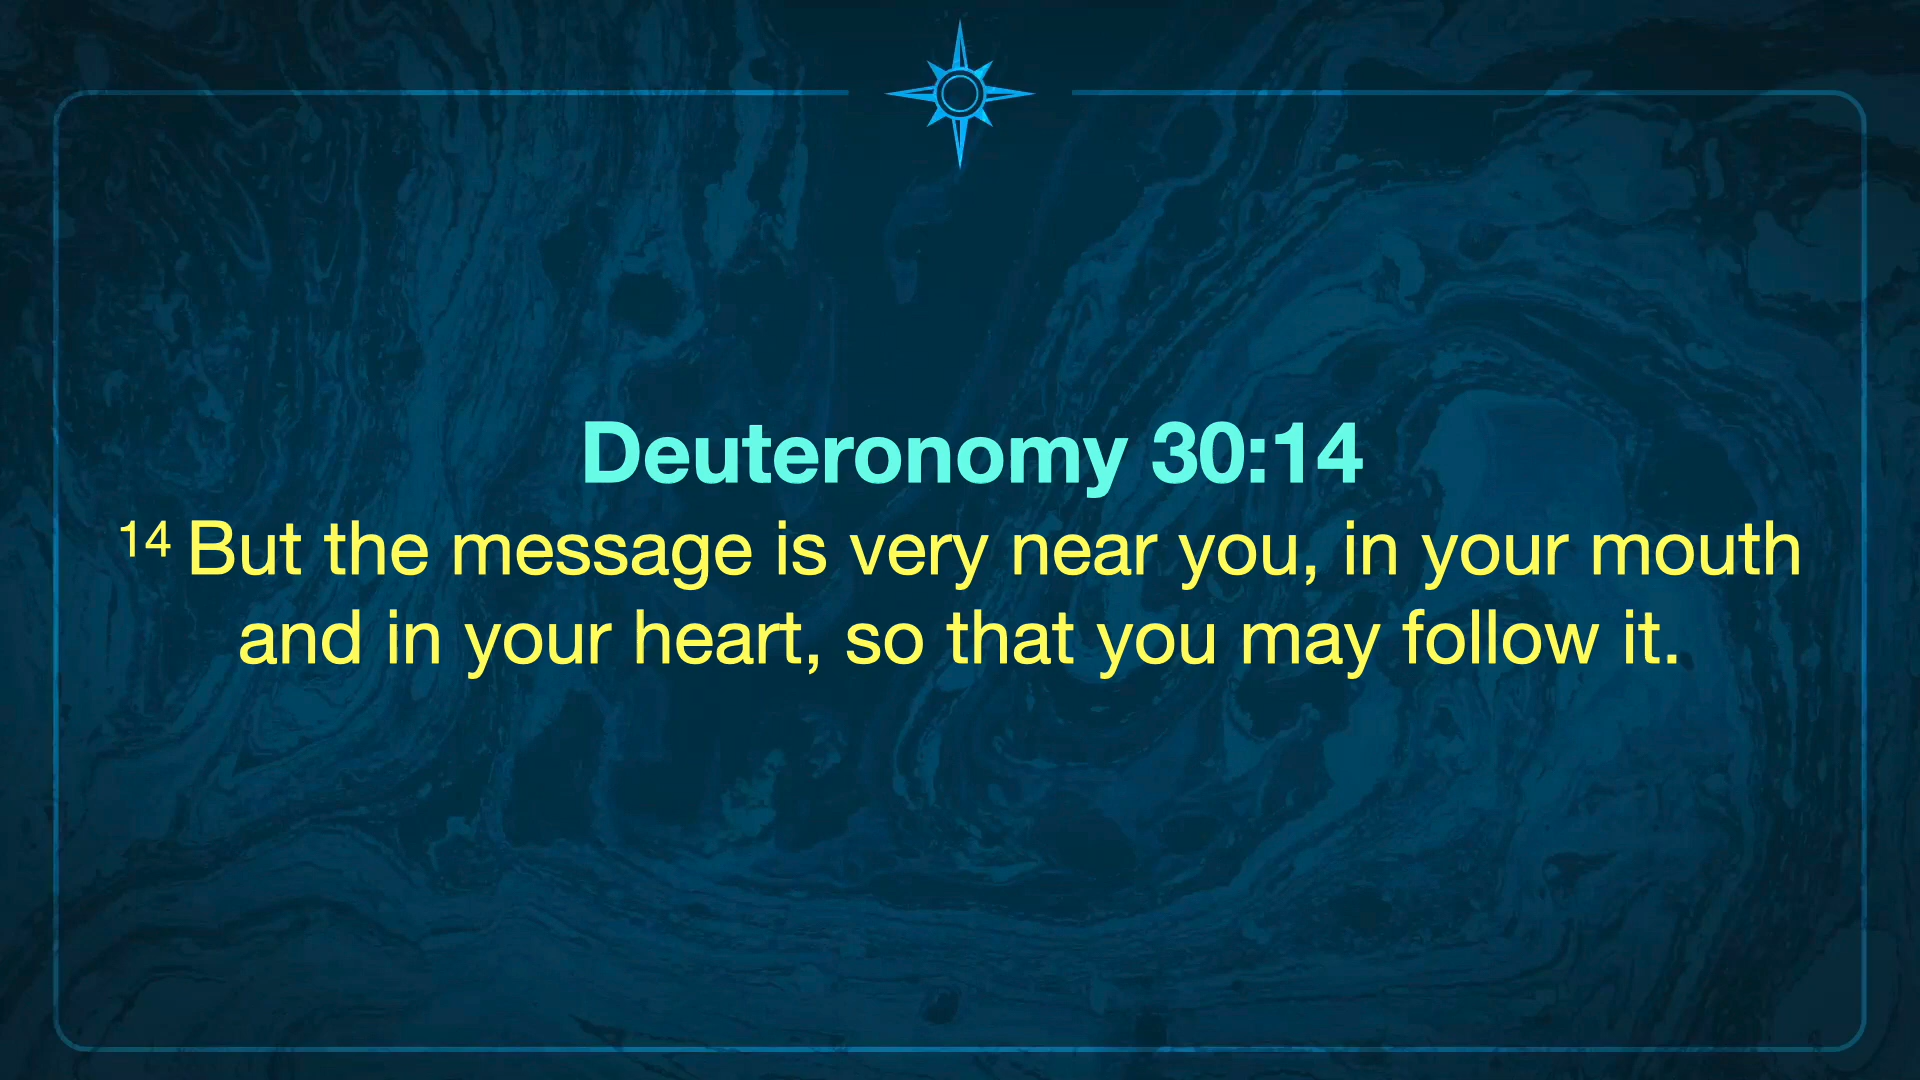 Deuteronomy 30:14
14 But the message is very near you, in your mouth
and in your heart, so that you may follow it.